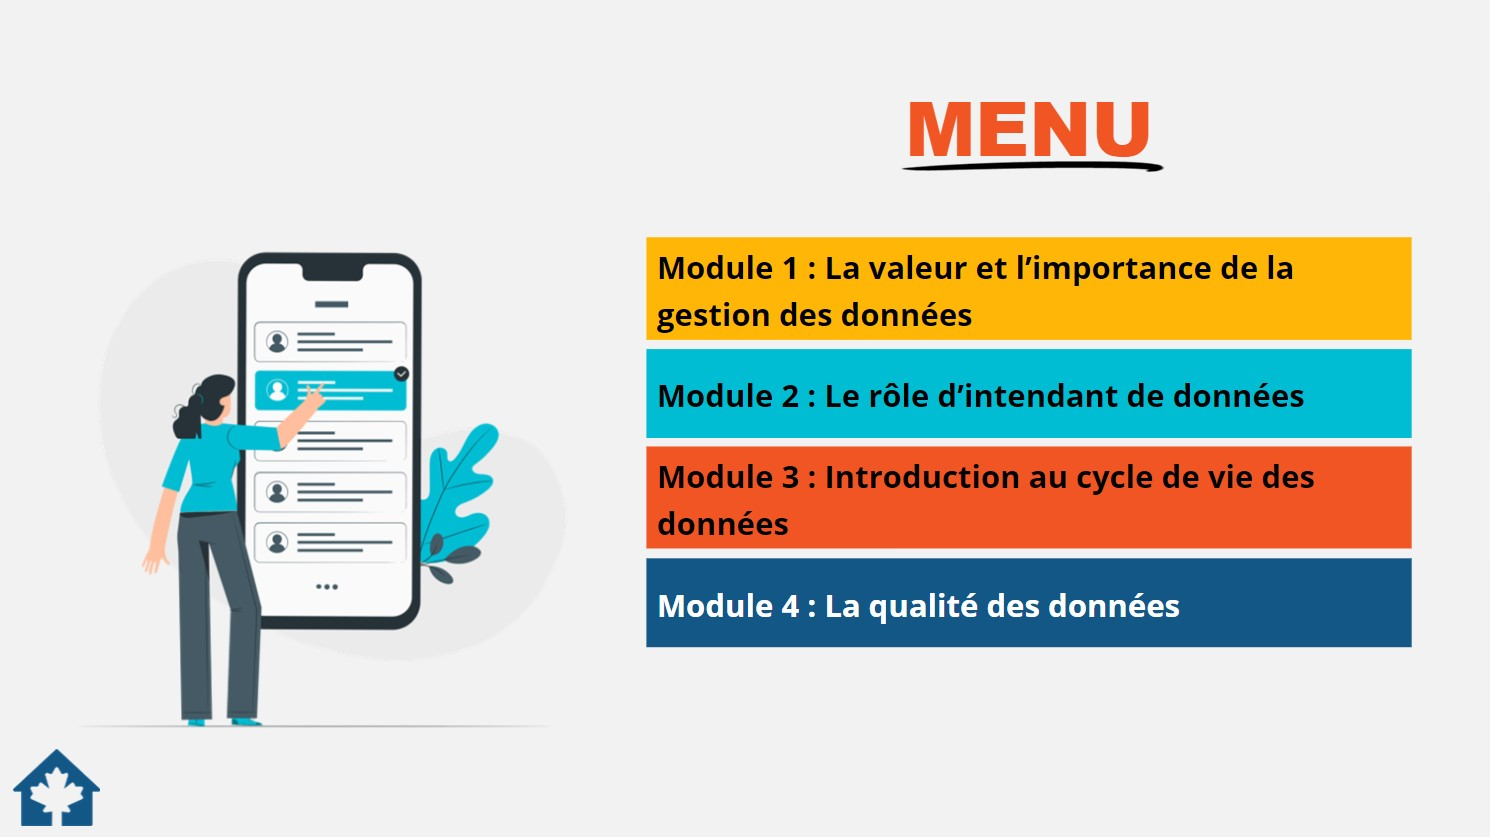 MENU
Module 1 : La valeur et l’importance de la
gestion des données
Module 2 : Le rôle d’intendant de données
Module 3 : Introduction au cycle de vie des
données
Module 4 : La qualité des données